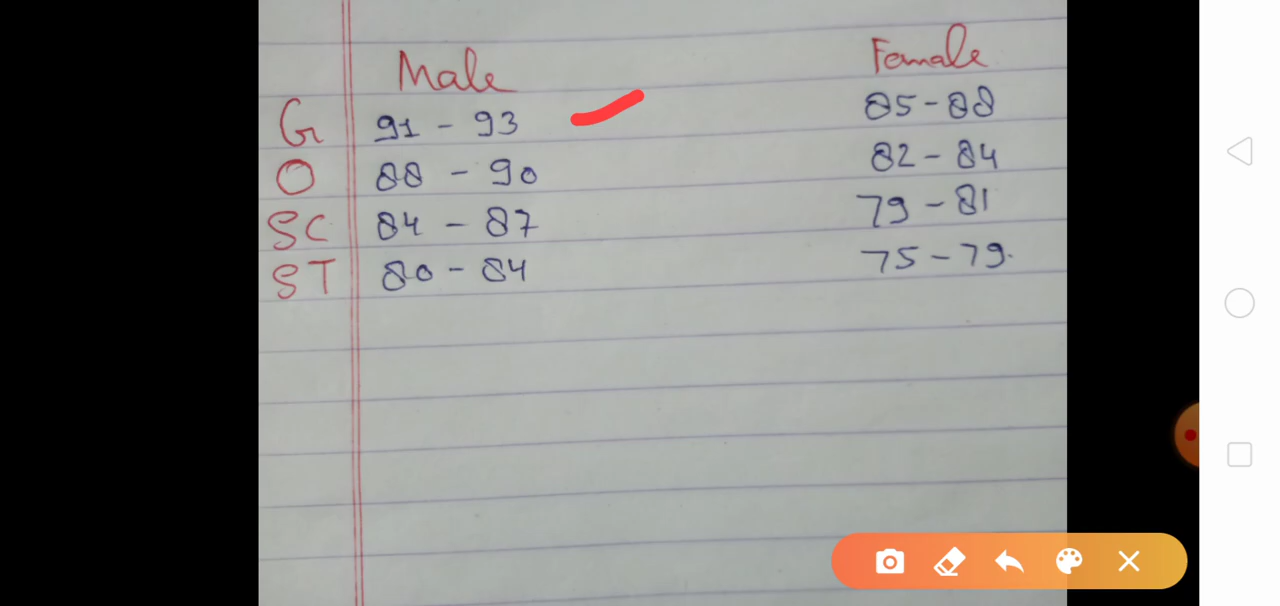 Male Female
G 91 - 93 85 - 88
O 88 - 90 82 - 84
SC 84 - 87 79 - 81
ST 80 - 84 75 - 79.